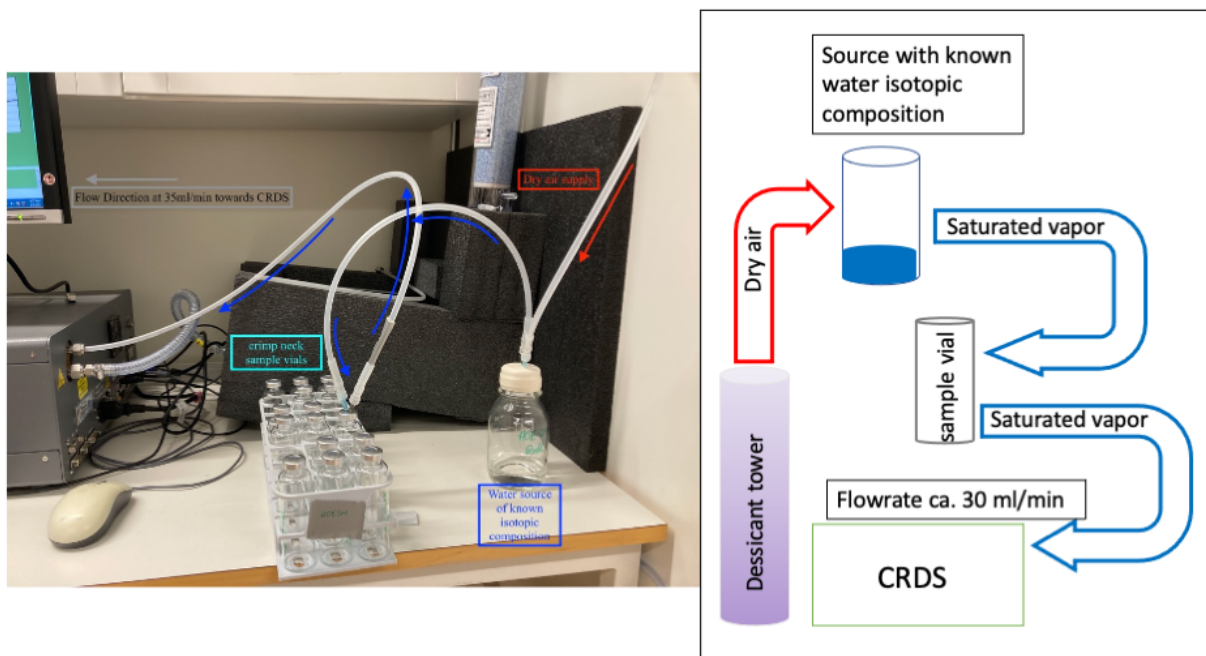 Flow Direction at 35ml/min towards CRDS
Dry air supply
crimp neck
sample vials
Water source
of known
isotopic
composition
Source with known
water isotopic
composition
Dry air
Saturated vapor
sample vial
Saturated vapor
Dessicant tower
Flowrate ca. 30 ml/min
CRDS